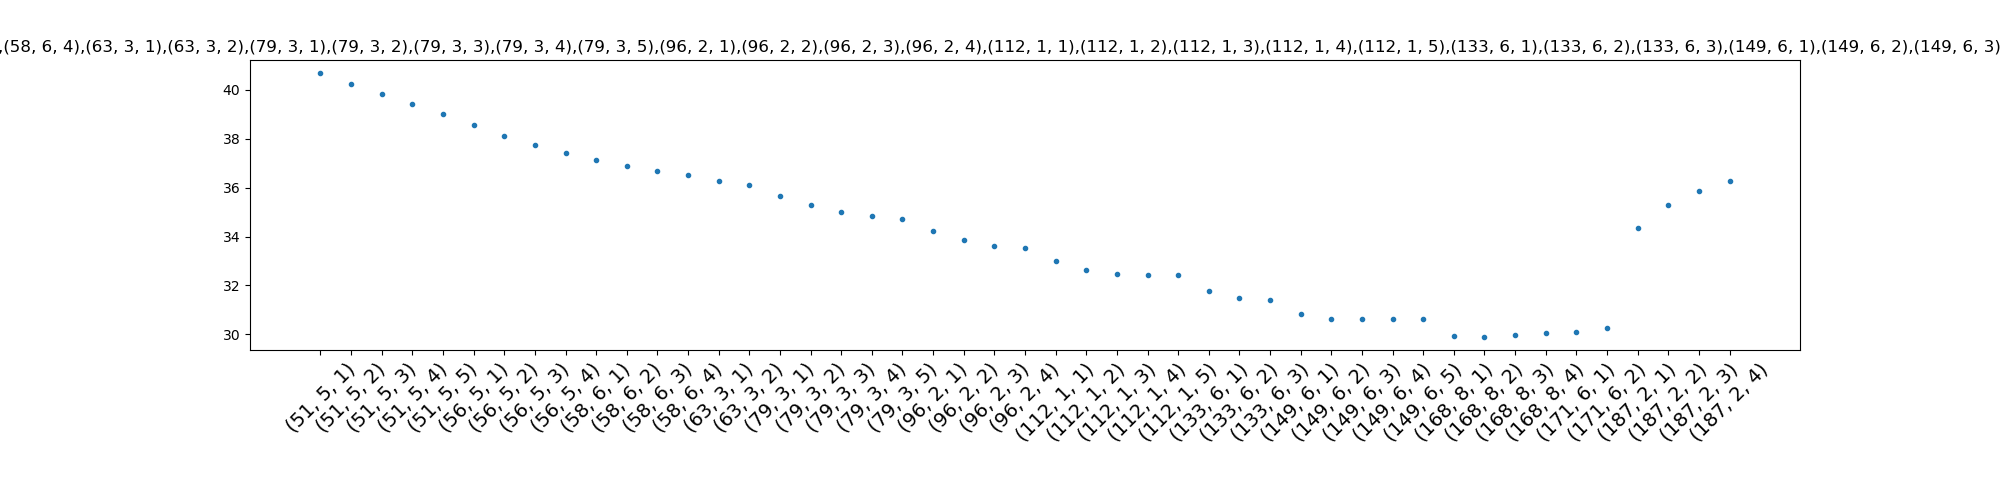 ,(58, 6, 4),(63, 3, 1),(63, 3, 2),(79, 3, 1),(79, 3, 2),(79, 3, 3),(79, 3, 4),(79, 3, 5),(96, 2, 1),(96, 2, 2),(96, 2, 3),(96, 2, 4),(112, 1, 1),(112, 1, 2),(112, 1, 3),(112, 1, 4),(112, 1, 5),(133, 6, 1),(133, 6, 2),(133, 6, 3),(149, 6, 1),(149, 6, 2),(149, 6, 3)
40
38
36
34
32
30
(51, 5, 1)
(51, 5, 2)
(51, 5, 3)
(51, 5, 4)
(51, 5, 5)
(56, 5, 1)
(56, 5, 2)
(56, 5, 3)
(56, 5, 4)
(58, 6, 1)
(58, 6, 2)
(58, 6, 3)
(58, 6, 4)
(63, 3, 1)
(63, 3, 2)
(79, 3, 1)
(79, 3, 2)
(79, 3, 3)
(79, 3, 4)
(79, 3, 5)
(96, 2, 1)
(96, 2, 2)
(96, 2, 3)
(96, 2, 4)
(112, 1, 1)
(112, 1, 2)
(112, 1, 3)
(112, 1, 4)
(112, 1, 5)
(133, 6, 1)
(133, 6, 2)
(133, 6, 3)
(149, 6, 1)
(149, 6, 2)
(149, 6, 3)
(149, 6, 4)
(149, 6, 5)
(168, 8, 1)
(168, 8, 2)
(168, 8, 3)
(168, 8, 4)
(171, 6, 1)
(171, 6, 2)
(187, 2, 1)
(187, 2, 2)
(187, 2, 3)
(187, 2, 4)